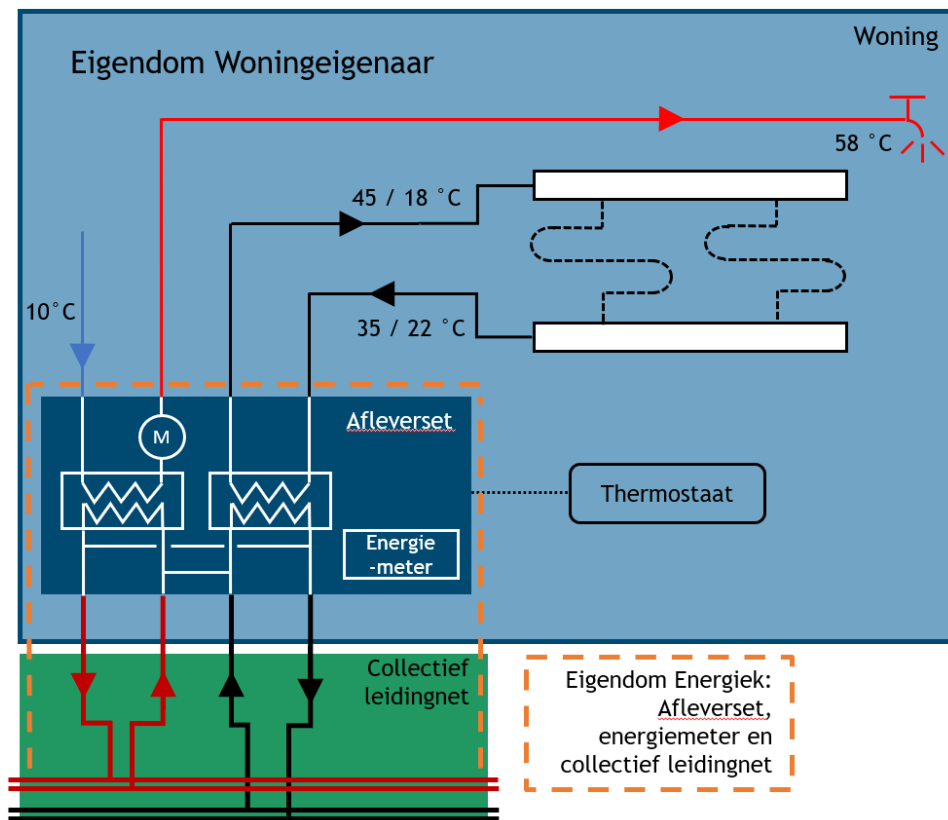 Woning
Eigendom Woningeigenaar
58 °C
45 / 18 °C
10°C
35 / 22 °C
Afleverset
M
Thermostaat
Energie
-meter
Collectief
leidingnet
Eigendom Energiek:
Afleverset,
energiemeter en
collectief leidingnet